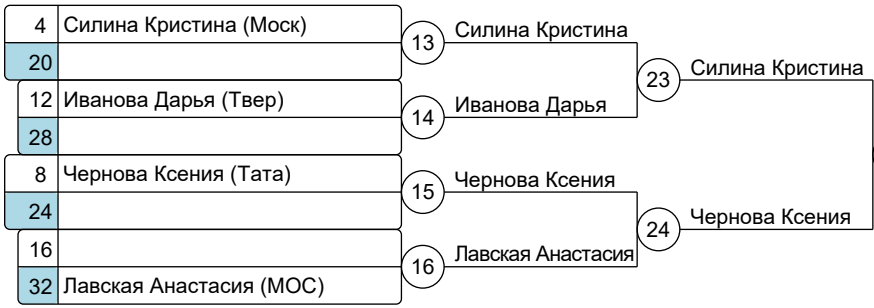 4 Силина Кристина (Моск)
20
13 Силина Кристина
12 Иванова Дарья (Твер)
28
14 Иванова Дарья
23 Силина Кристина
8 Чернова Ксения (Тата)
24
15 Чернова Ксения
16
32 Лавская Анастасия (МОС)
16 Лавская Анастасия
24 Чернова Ксения